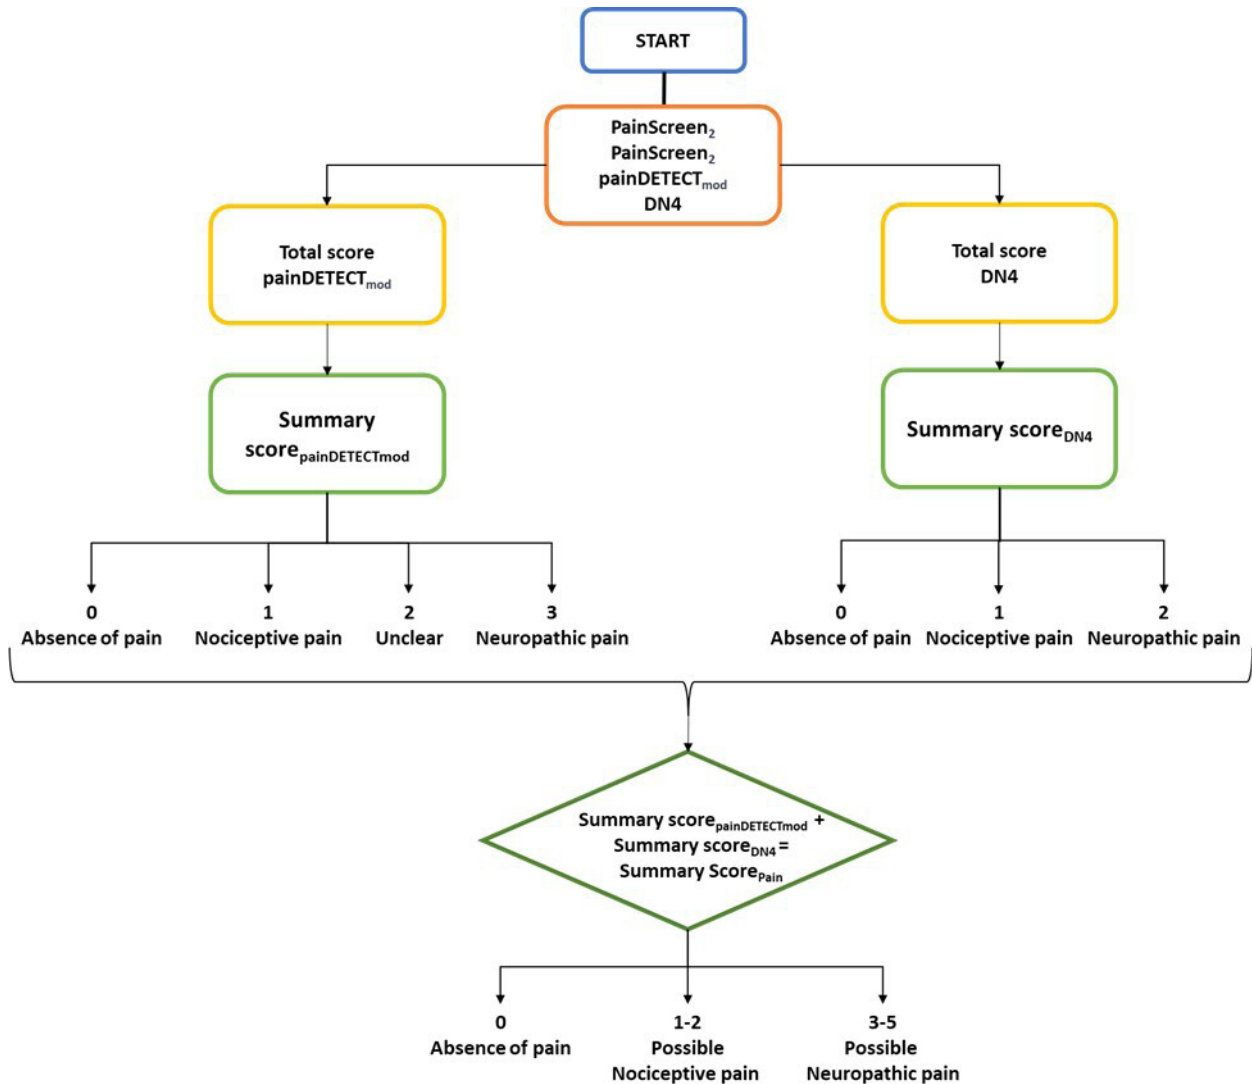 START
PainScreen₂
PainScreen₂
painDETECTmod
DN4
Total score
painDETECTmod
Total score
DN4
Summary
scorepainDETECTmod
Summary scoreDN4
0
Absence of pain
1
Nociceptive pain
2
Unclear
3
Neuropathic pain
0
Absence of pain
1
Nociceptive pain
2
Neuropathic pain
Summary scorepainDETECTmod +
Summary scoreDN4 =
Summary ScorePain
0
Absence of pain
1-2
Possible
Nociceptive pain
3-5
Possible
Neuropathic pain